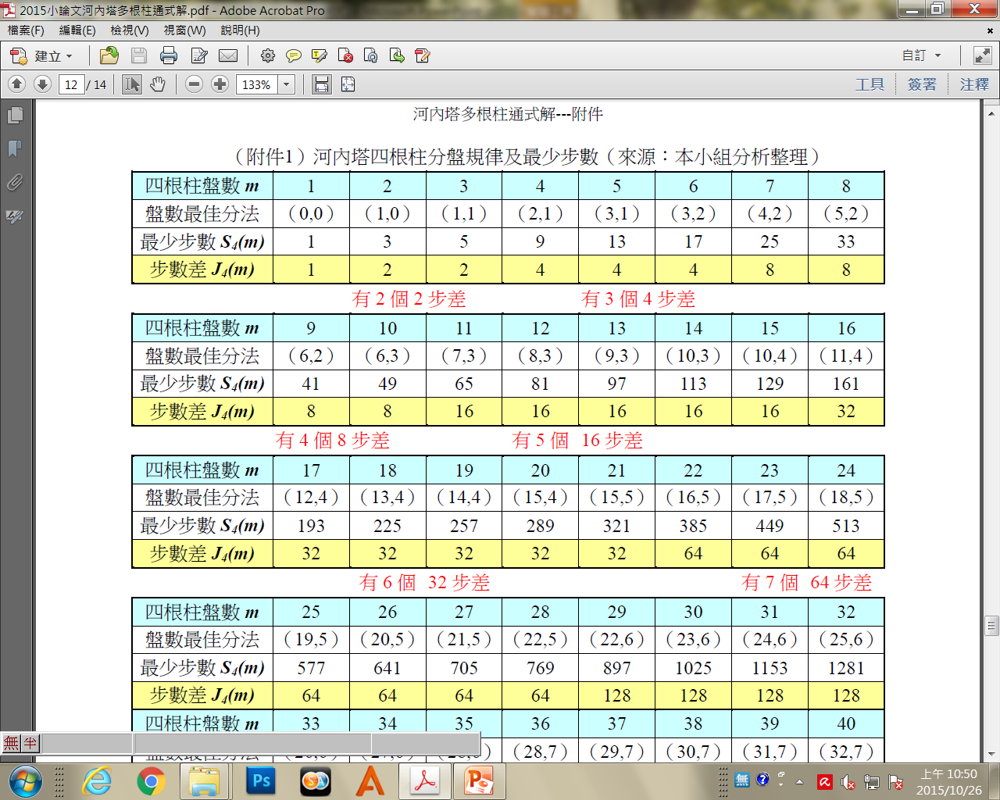 2015小論文河內塔多根柱通式解.pdf - Adobe Acrobat Pro
檔案(F) 編輯(E) 檢視(V) 視窗(W) 說明(H)
建立 自訂
12 / 14 133% 工具 簽署 注釋
河內塔多根柱通式解---附件
（附件1）河內塔四根柱分盤規律及最少步數（來源：本小組分析整理）
四根柱盤數 m 1 2 3 4 5 6 7 8
盤數最佳分法 (0,0) (1,0) (1,1) (2,1) (3,1) (3,2) (4,2) (5,2)
最少步數 S4(m) 1 3 5 9 13 17 25 33
步數差 J4(m) 1 2 2 4 4 4 8 8
有 2 個 2 步差 有 3 個 4 步差
四根柱盤數 m 9 10 11 12 13 14 15 16
盤數最佳分法 (6,2) (6,3) (7,3) (8,3) (9,3) (10,3) (10,4) (11,4)
最少步數 S4(m) 41 49 65 81 97 113 129 161
步數差 J4(m) 8 8 16 16 16 16 16 32
有 4 個 8 步差 有 5 個 16 步差
四根柱盤數 m 17 18 19 20 21 22 23 24
盤數最佳分法 (12,4) (13,4) (14,4) (15,4) (15,5) (16,5) (17,5) (18,5)
最少步數 S4(m) 193 225 257 289 321 385 449 513
步數差 J4(m) 32 32 32 32 32 64 64 64
有 6 個 32 步差 有 7 個 64 步差
四根柱盤數 m 25 26 27 28 29 30 31 32
盤數最佳分法 (19,5) (20,5) (21,5) (22,5) (22,6) (23,6) (24,6) (25,6)
最少步數 S4(m) 577 641 705 769 897 1025 1153 1281
步數差 J4(m) 64 64 64 64 128 128 128 128
四根柱盤數 m 33 34 35 36 37 38 39 40
(28,7) (29,7) (30,7) (31,7) (32,7)
無 半
Ps SA 無 上午 10:50
2015/10/26